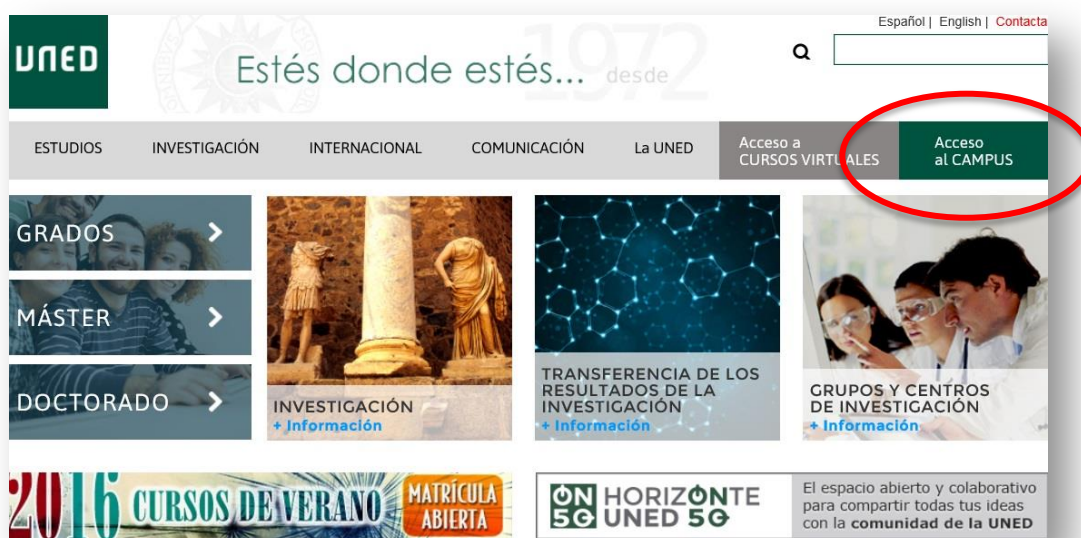 Español | English | Contacta
UNED
Estés donde estés... desde 1972
ESTUDIOS INVESTIGACIÓN INTERNACIONAL COMUNICACIÓN La UNED
Acceso a
CURSOS VIRTUALES
Acceso
al CAMPUS
GRADOS
MÁSTER
DOCTORADO
INVESTIGACIÓN
+ Información
TRANSFERENCIA DE LOS
RESULTADOS DE LA
INVESTIGACIÓN
+ Información
GRUPOS Y CENTROS
DE INVESTIGACIÓN
+ Información
2016 CURSOS DE VERANO
MATRÍCULA
ABIERTA
HORIZONTE
UNED
El espacio abierto y colaborativo
para compartir todas tus ideas
con la comunidad de la UNED